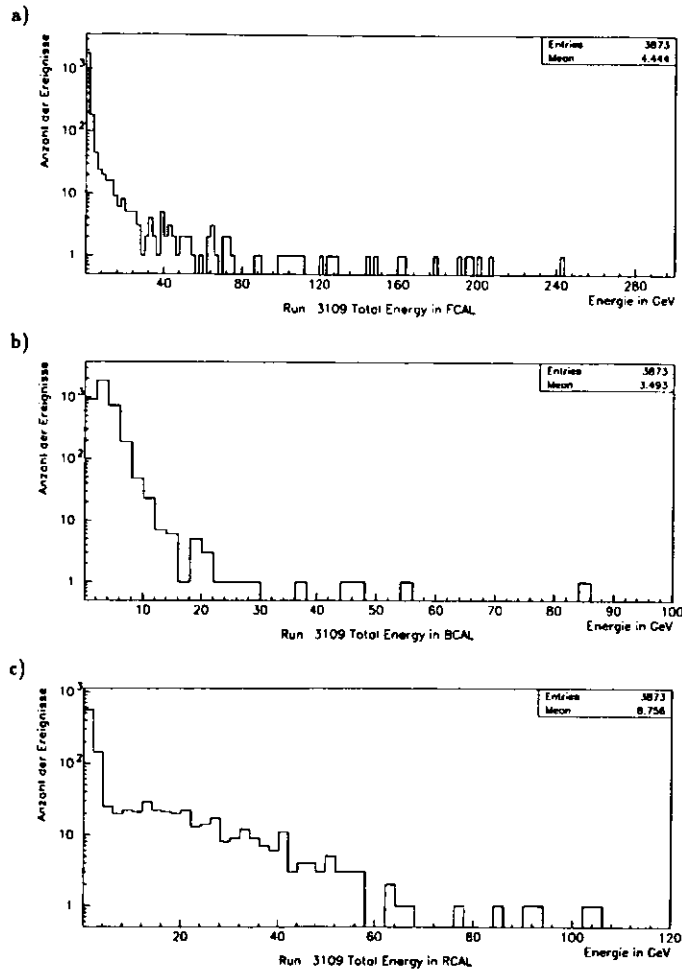 a)
Anzahl der Ereignisse
10³
10²
10
1
Entries 3873
Mean 4.444
40 80 120 160 200 240 280
Energie in GeV
Run 3109 Total Energy in FCAL
b)
Anzahl der Ereignisse
10³
10²
10
1
Entries 3873
Mean 3.493
10 20 30 40 50 60 70 80 90 100
Energie in GeV
Run 3109 Total Energy in BCAL
c)
Anzahl der Ereignisse
10³
10²
10
1
Entries 3873
Mean 8.756
20 40 60 80 100 120
Energie in GeV
Run 3109 Total Energy in RCAL